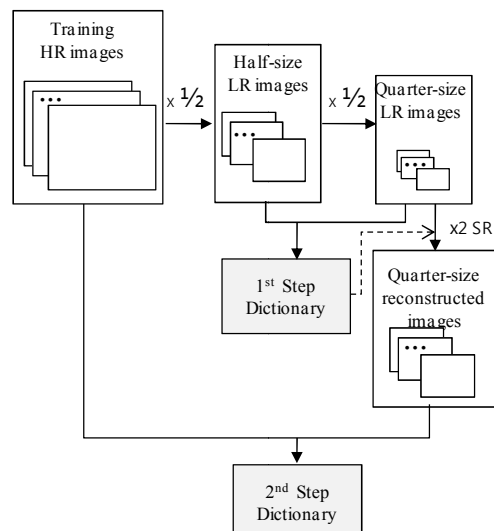 Training
HR images
x ½
Half-size
LR images
x ½
Quarter-size
LR images
x2 SR
1st Step
Dictionary
Quarter-size
reconstructed
images
2nd Step
Dictionary